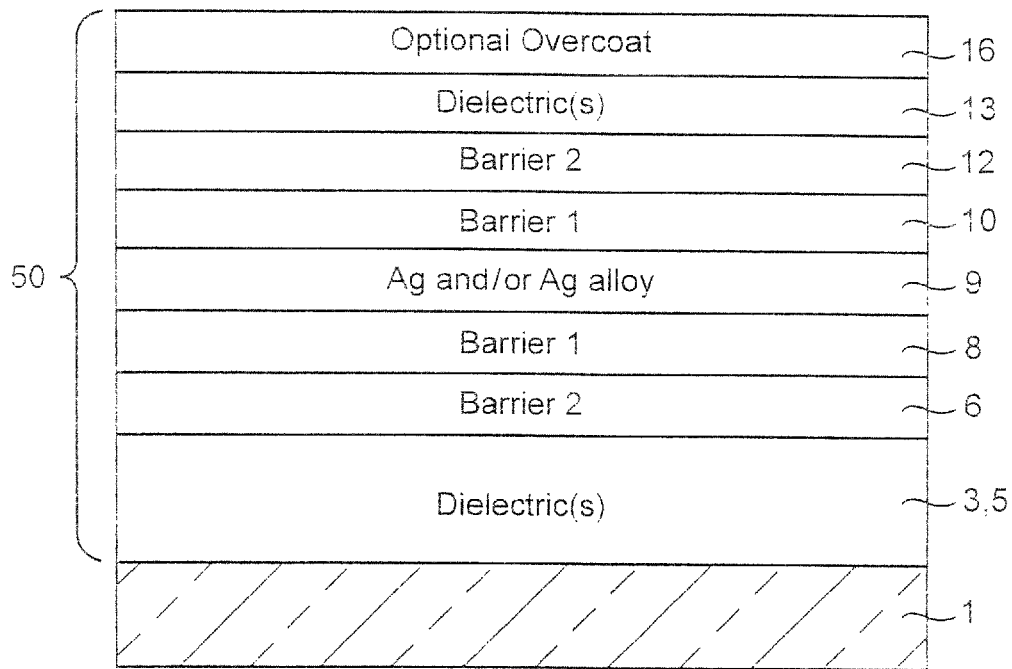 Optional Overcoat 16
Dielectric(s) 13
Barrier 2 12
Barrier 1 10
50 Ag and/or Ag alloy 9
Barrier 1 8
Barrier 2 6
Dielectric(s) 3,5
1